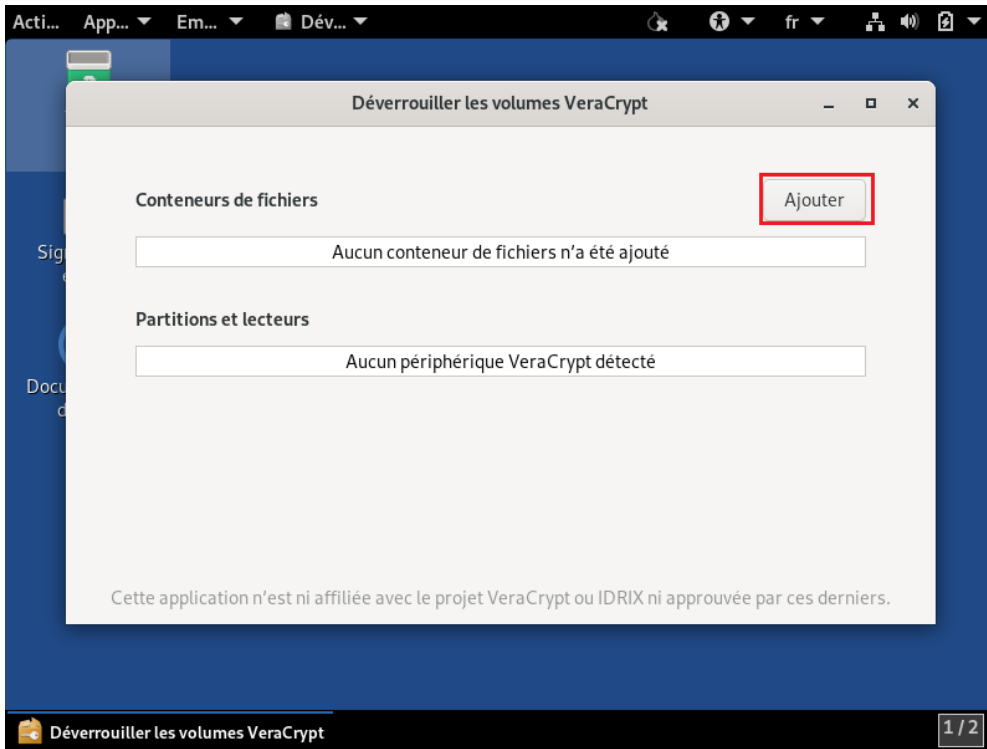 Acti... App... Em... Dév... fr
Déverrouiller les volumes VeraCrypt
Conteneurs de fichiers
Ajouter
Aucun conteneur de fichiers n'a été ajouté
Sig
Partitions et lecteurs
Aucun périphérique VeraCrypt détecté
Docu
d
Cette application n'est ni affiliée avec le projet VeraCrypt ou IDRIX ni approuvée par ces derniers.
Déverrouiller les volumes VeraCrypt
1/2